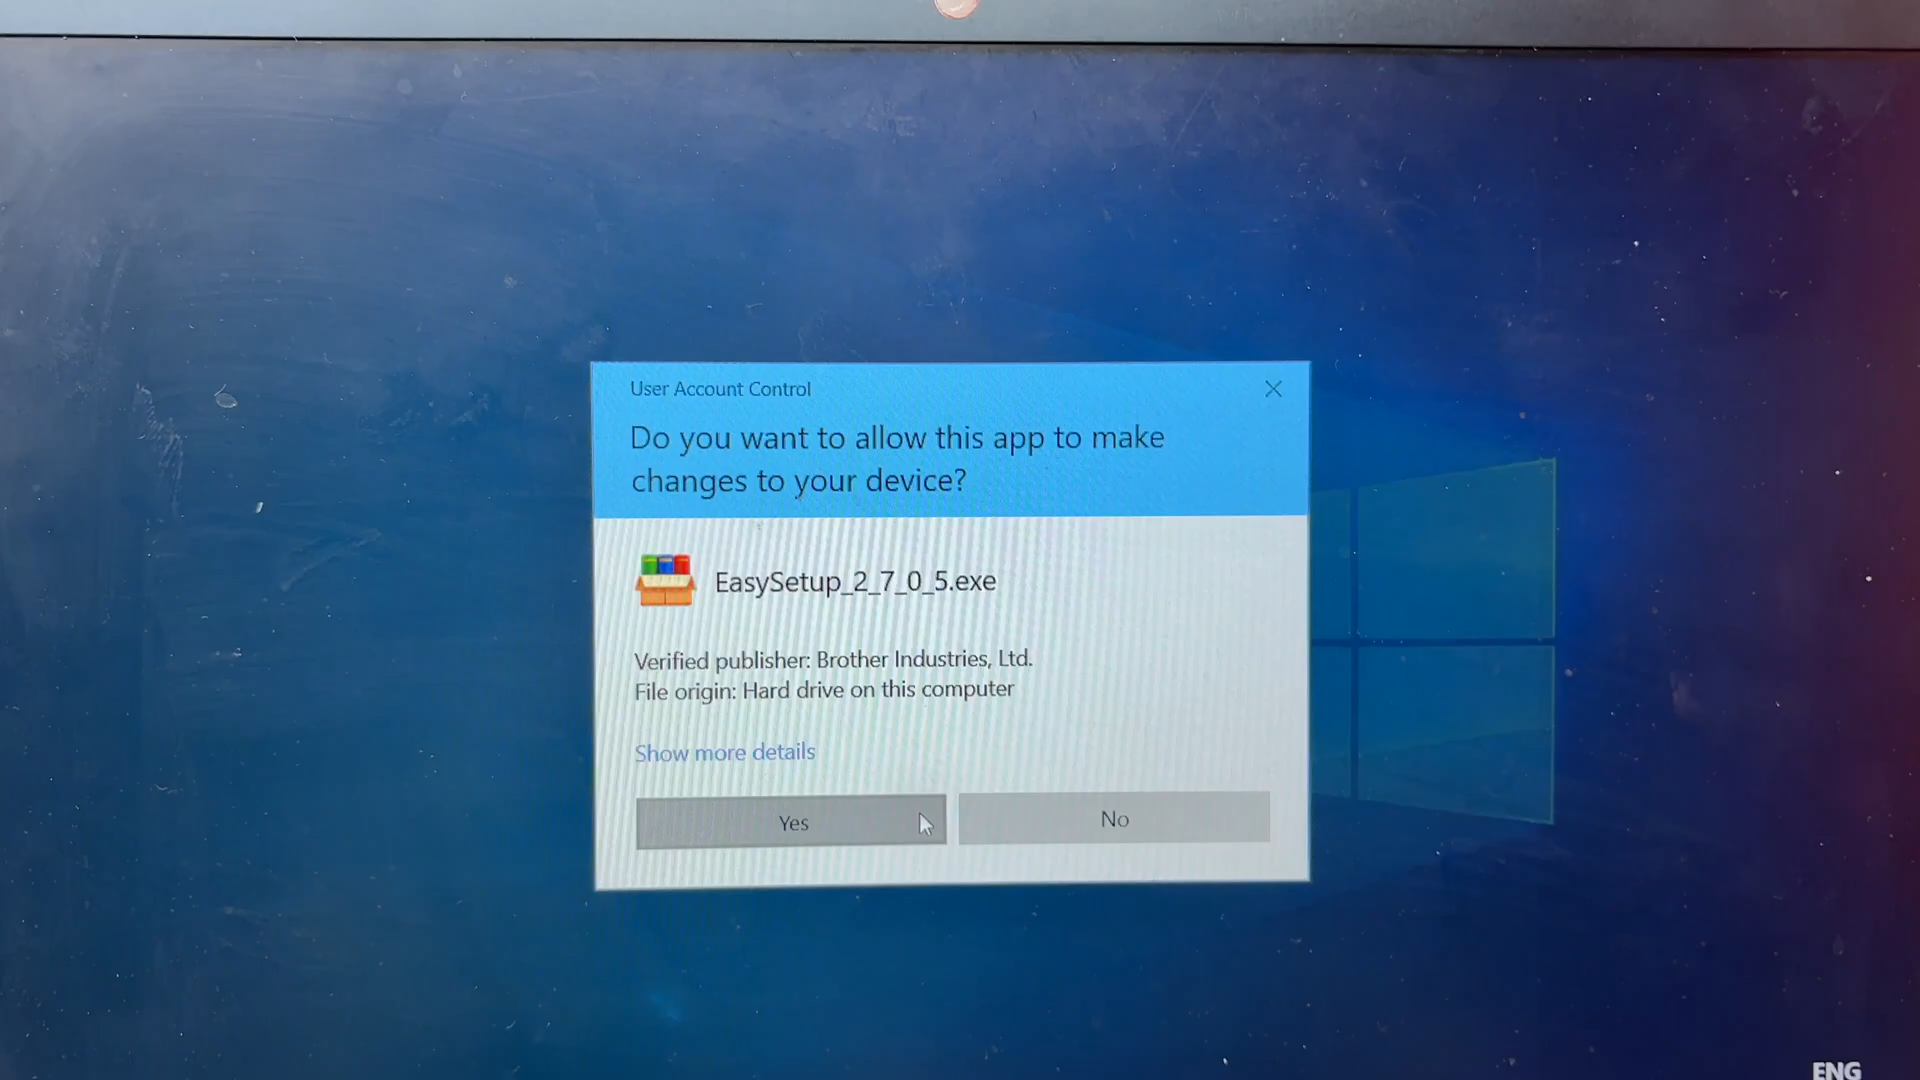 User Account Control
Do you want to allow this app to make
changes to your device?
EasySetup_2_7_0_5.exe
Verified publisher: Brother Industries, Ltd.
File origin: Hard drive on this computer
Show more details
Yes
No
ENG